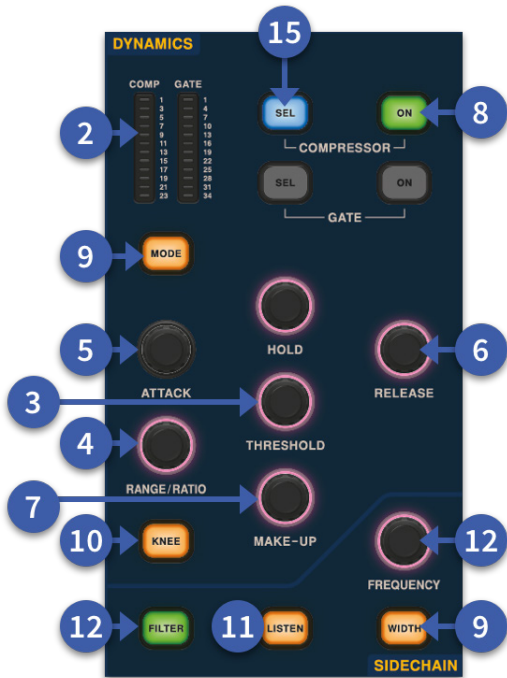 DYNAMICS
15
COMP GATE
1 1
3 4
5 7
7 10
9 13
11 16
13 19
15 22
17 25
19 28
21 31
23 34
2
SEL
ON
8
COMPRESSOR
SEL
ON
GATE
9
MODE
5
HOLD
6
ATTACK
RELEASE
3
4
THRESHOLD
RANGE/RATIO
7
10
KNEE
MAKE-UP
12
FREQUENCY
12
FILTER
11
LISTEN
WIDTH
9
SIDECHAIN